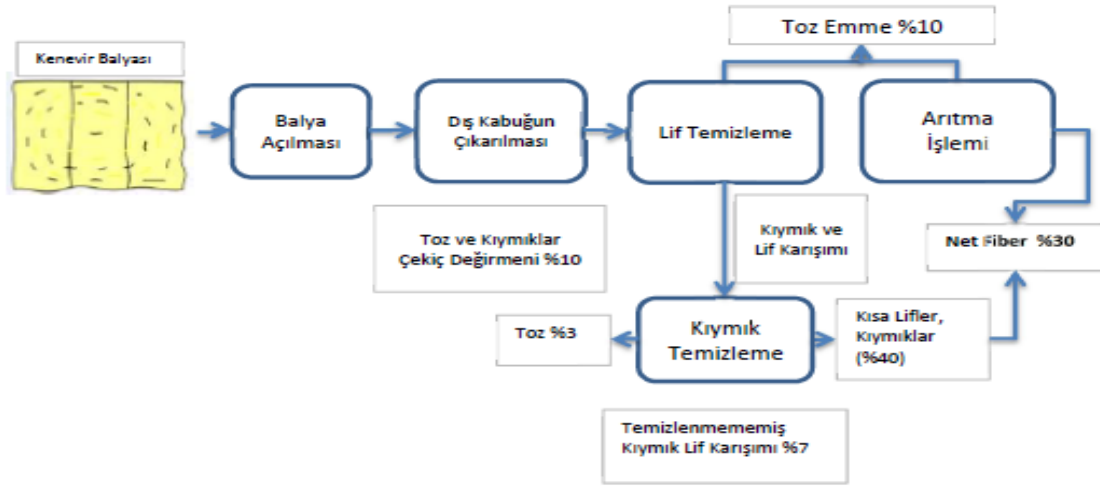 Toz Emme %10
Kenevir Balyası
Balya
Açılması
Dış Kabuğun
Çıkarılması
Lif Temizleme
Arıtma
İşlemi
Toz ve Kıymıklar
Çekiç Değirmeni %10
Kıymık ve
Lif Karışımı
Net Fiber %30
Toz %3
Kıymık
Temizleme
Kısa Lifler,
Kıymıklar
(%40)
Temizlenmememiş
Kıymık Lif Karışımı %7